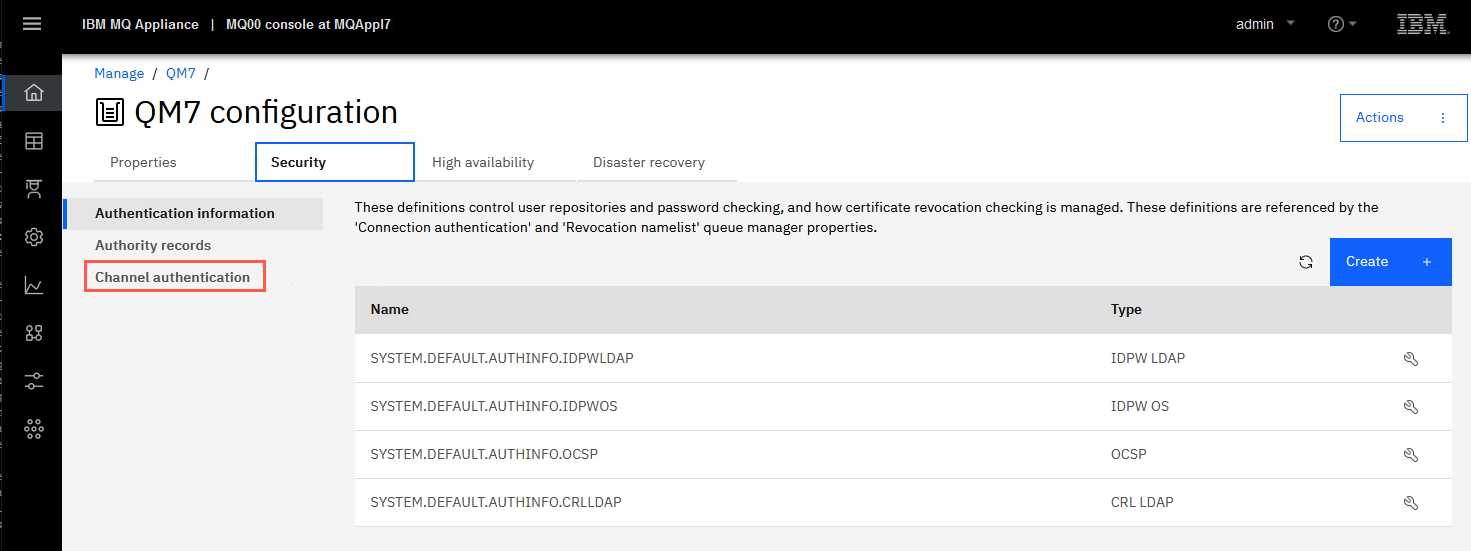 IBM MQ Appliance | MQ00 console at MQAppl7
admin
IBM
Manage / QM7 /
QM7 configuration
Actions
Properties
Security
High availability
Disaster recovery
Authentication information
Authority records
Channel authentication
These definitions control user repositories and password checking, and how certificate revocation checking is managed. These definitions are referenced by the
'Connection authentication' and 'Revocation namelist' queue manager properties.
Create +
Name Type
SYSTEM.DEFAULT.AUTHINFO.IDPWLDAP IDPW LDAP
SYSTEM.DEFAULT.AUTHINFO.IDPWOS IDPW OS
SYSTEM.DEFAULT.AUTHINFO.OCSP OCSP
SYSTEM.DEFAULT.AUTHINFO.CRLLDAP CRL LDAP